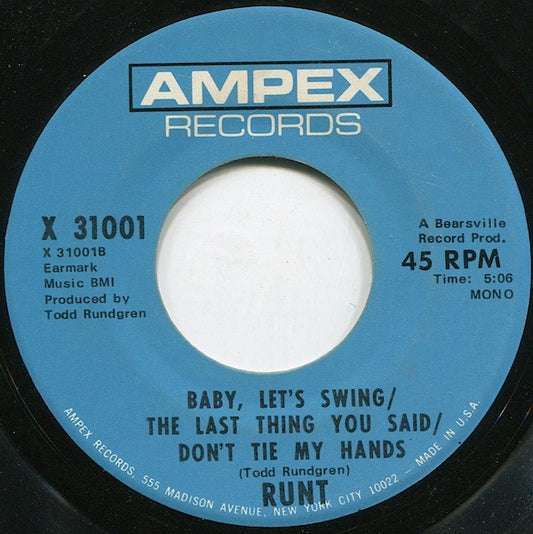 AMPEX
RECORDS
X 31001
X 31001B
Earmark
Music BMI
Produced by
Todd Rundgren
A Bearsville
Record Prod.
45 RPM
Time: 5:06
MONO
BABY, LET'S SWING/
THE LAST THING YOU SAID/
DON'T TIE MY HANDS
(Todd Rundgren)
RUNT
AMPEX RECORDS, 555 MADISON AVENUE, NEW YORK CITY 10022 – MADE IN U.S.A.